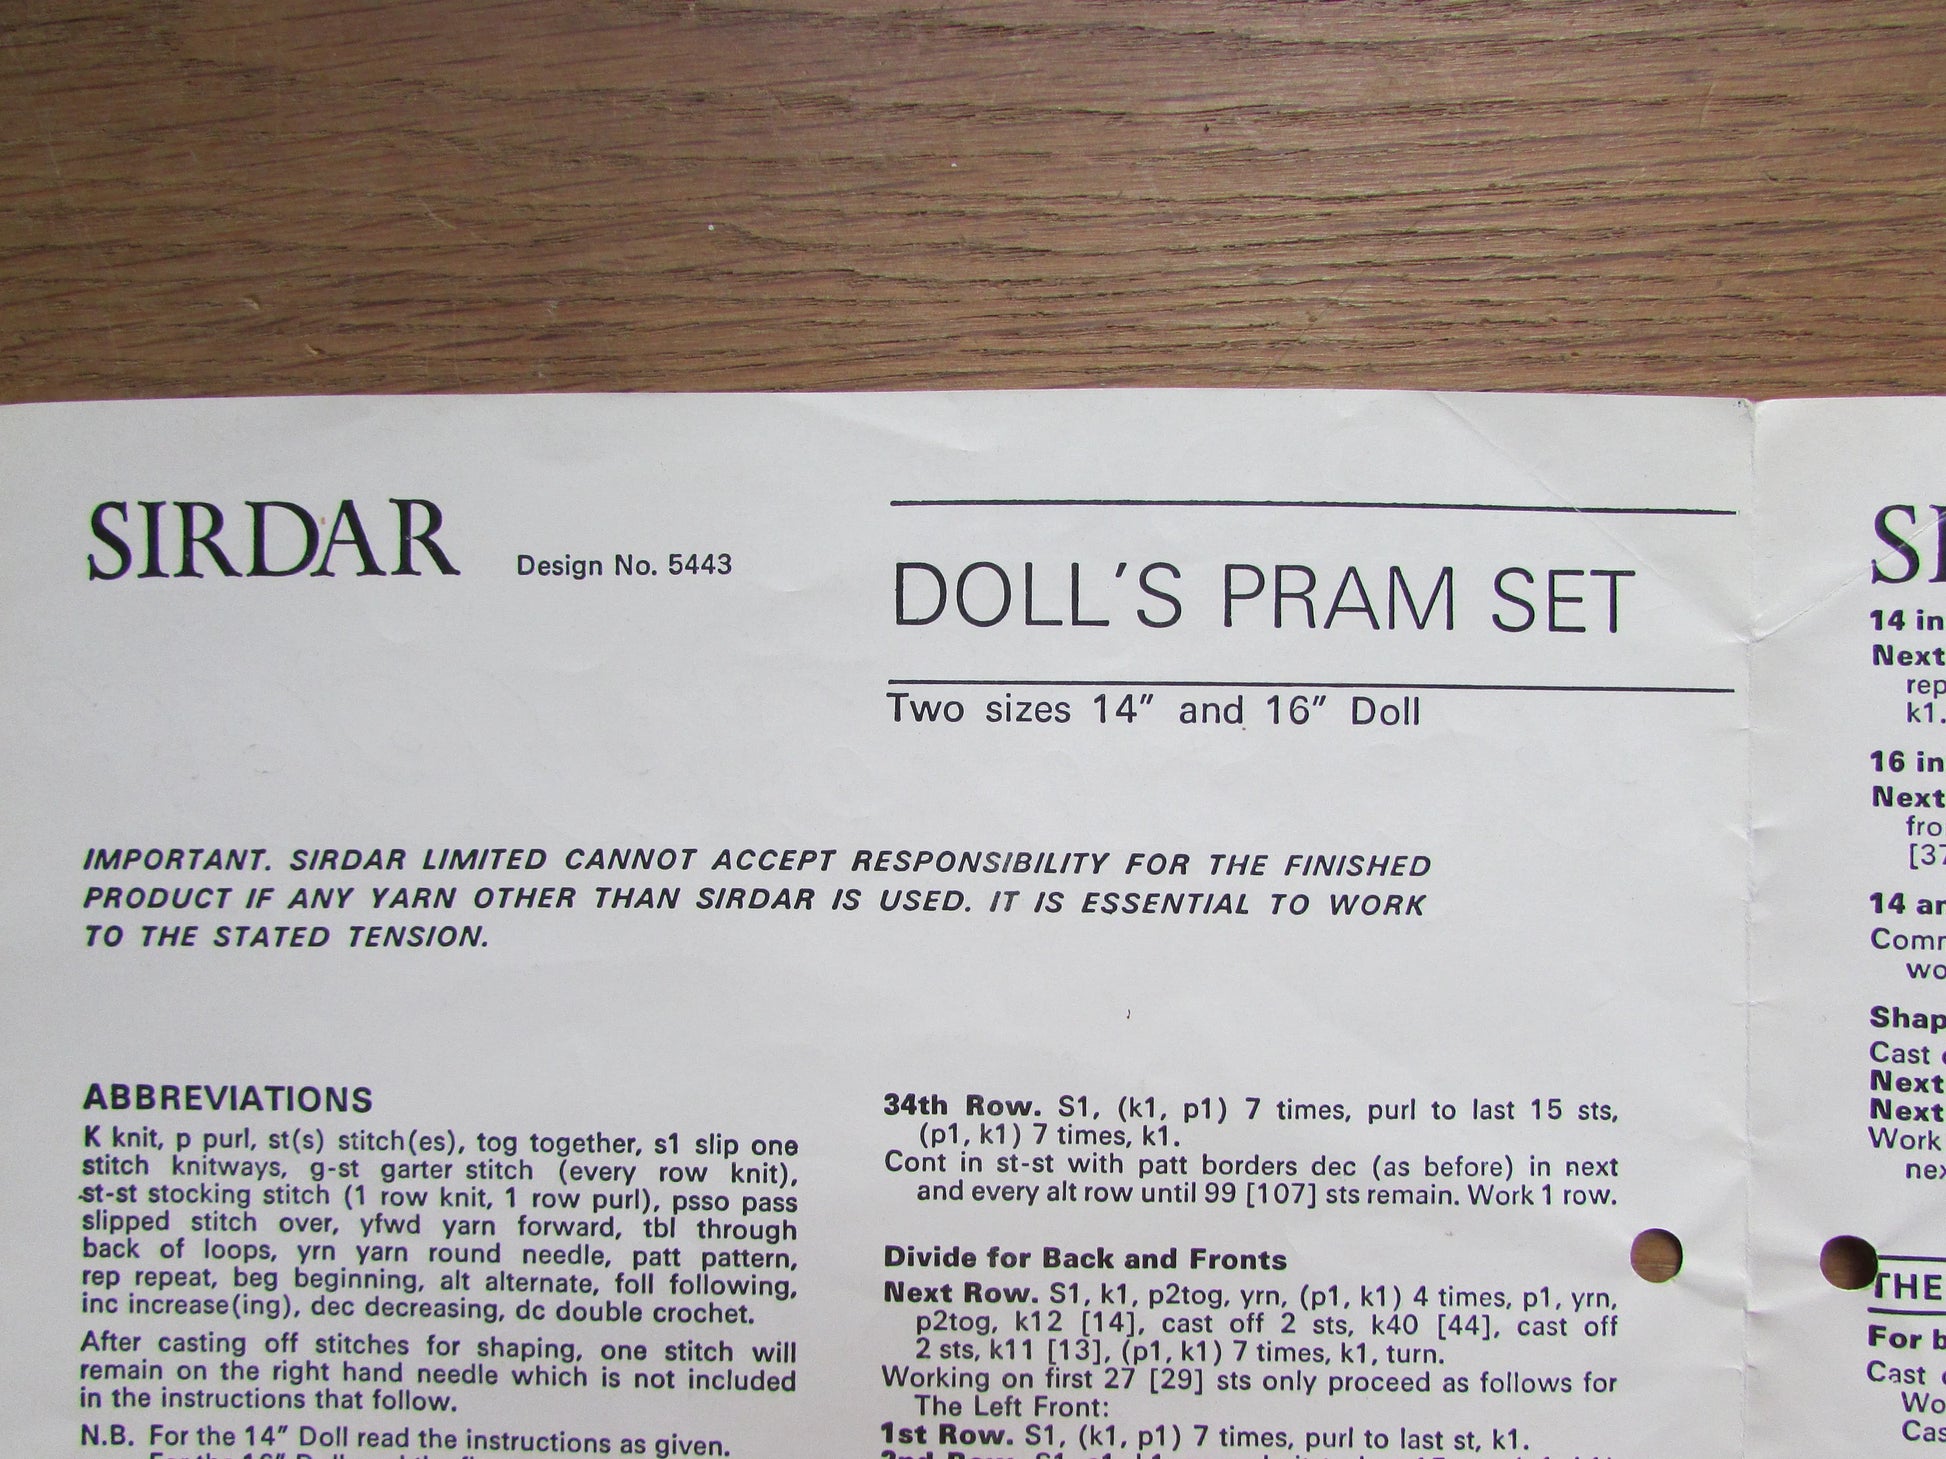 SIRDAR Design No. 5443
DOLL'S PRAM SET
Two sizes 14" and 16" Doll
IMPORTANT. SIRDAR LIMITED CANNOT ACCEPT RESPONSIBILITY FOR THE FINISHED
PRODUCT IF ANY YARN OTHER THAN SIRDAR IS USED. IT IS ESSENTIAL TO WORK
TO THE STATED TENSION.
ABBREVIATIONS
K knit, p purl, st(s) stitch(es), tog together, s1 slip one
stitch knitways, g-st garter stitch (every row knit),
st-st stocking stitch (1 row knit, 1 row purl), psso pass
slipped stitch over, yfwd yarn forward, tbl through
back of loops, yrn yarn round needle, patt pattern,
rep repeat, beg beginning, alt alternate, foll following,
inc increase(ing), dec decreasing, dc double crochet.
After casting off stitches for shaping, one stitch will
remain on the right hand needle which is not included
in the instructions that follow.
N.B. For the 14" Doll read the instructions as given.
34th Row. S1, (k1, p1) 7 times, purl to last 15 sts,
(p1, k1) 7 times, k1.
Cont in st-st with patt borders dec (as before) in next
and every alt row until 99 [107] sts remain. Work 1 row.
Divide for Back and Fronts
Next Row. S1, k1, p2tog, yrn, (p1, k1) 4 times, p1, yrn,
p2tog, k12 [14], cast off 2 sts, k40 [44], cast off
2 sts, k11 [13], (p1, k1) 7 times, k1, turn.
Working on first 27 [29] sts only proceed as follows for
The Left Front:
1st Row. S1, (k1, p1) 7 times, purl to last st, k1.
14 in
Next
rep
k1.
16 in
Next
fro
[37
14
Shap
Cast
Next
Next
Work
nex
THE
For b
Cast
Wo
Cas